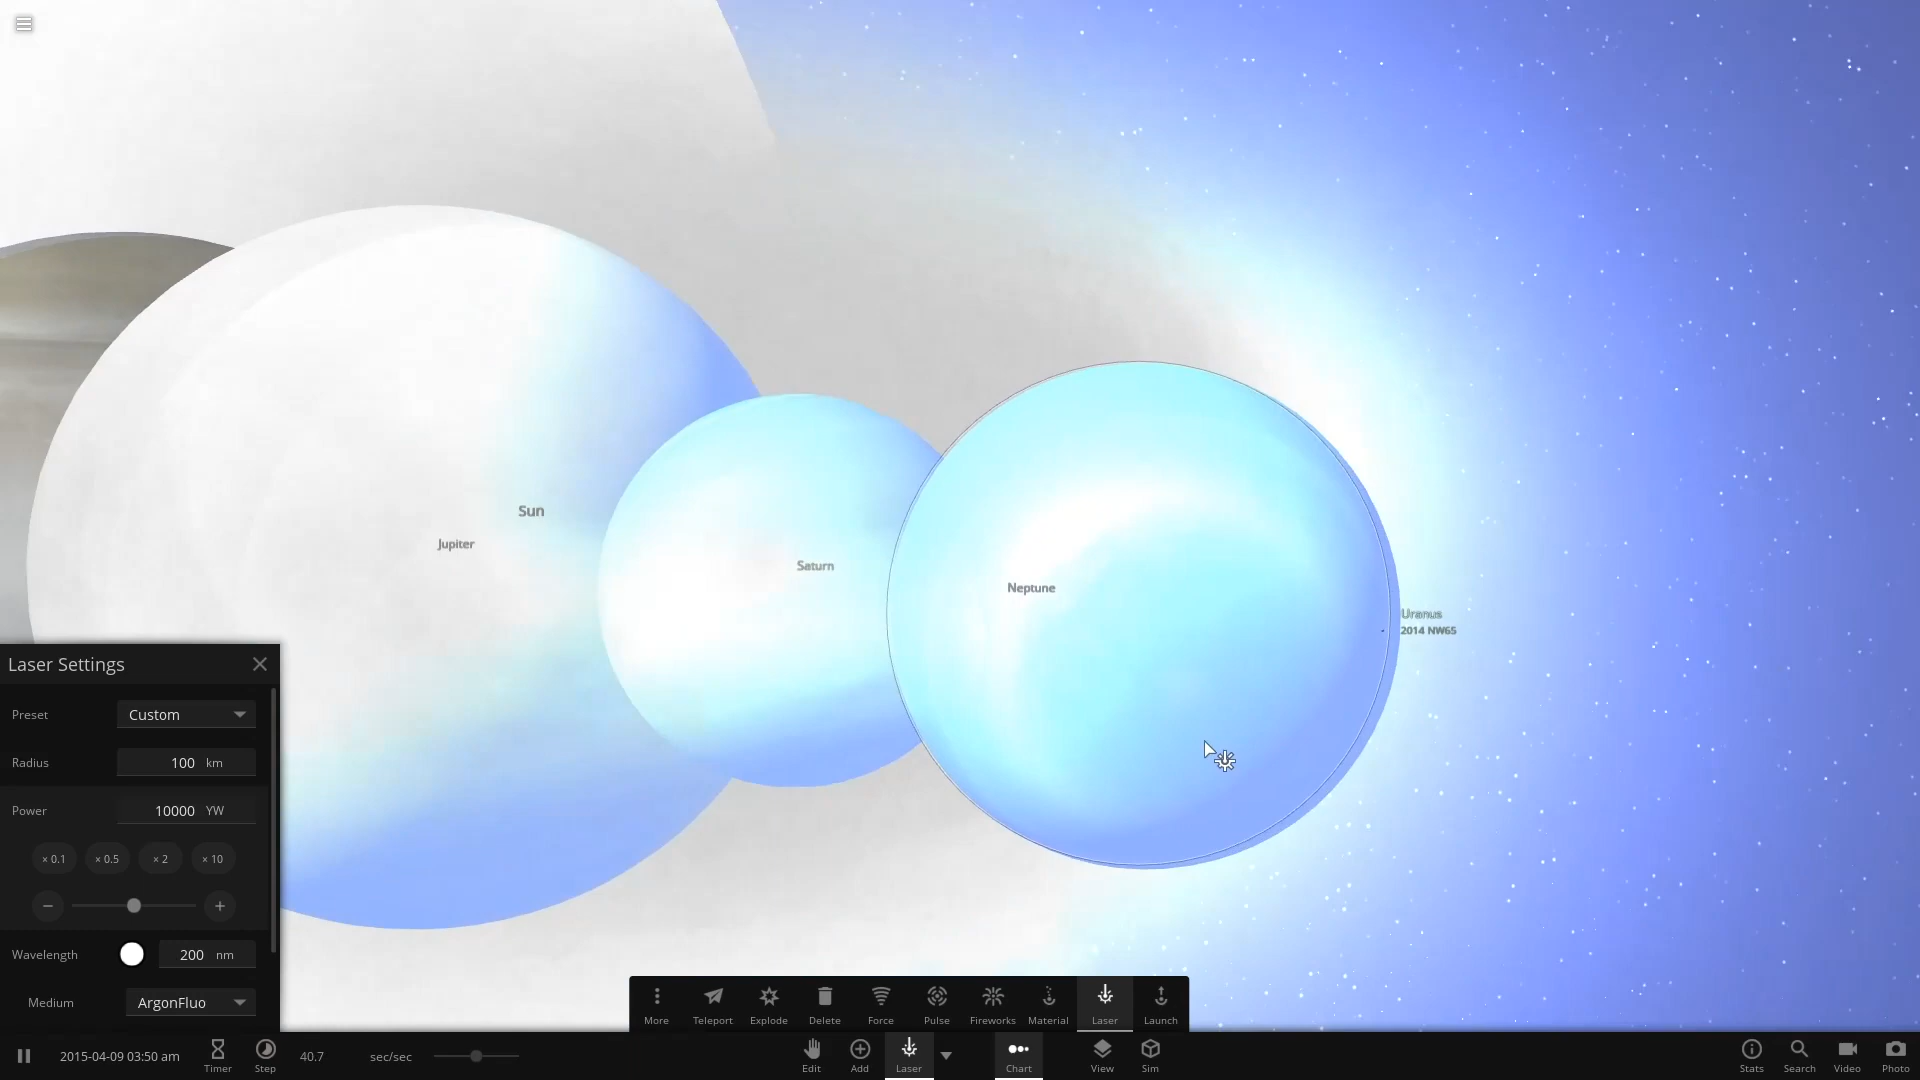 Sun
Jupiter
Saturn
Neptune
Uranus
2014 NW65
Laser Settings
Preset Custom
Radius 100 km
Power 10000 YW
× 0.1 × 0.5 × 2 × 10
Wavelength 200 nm
Medium ArgonFluo
More Teleport Explode Delete Force Pulse Fireworks Material Laser Launch
2015-04-09 03:50 am Timer Step 40.7 sec/sec Edit Add Laser Chart View Sim Stats Search Video Photo